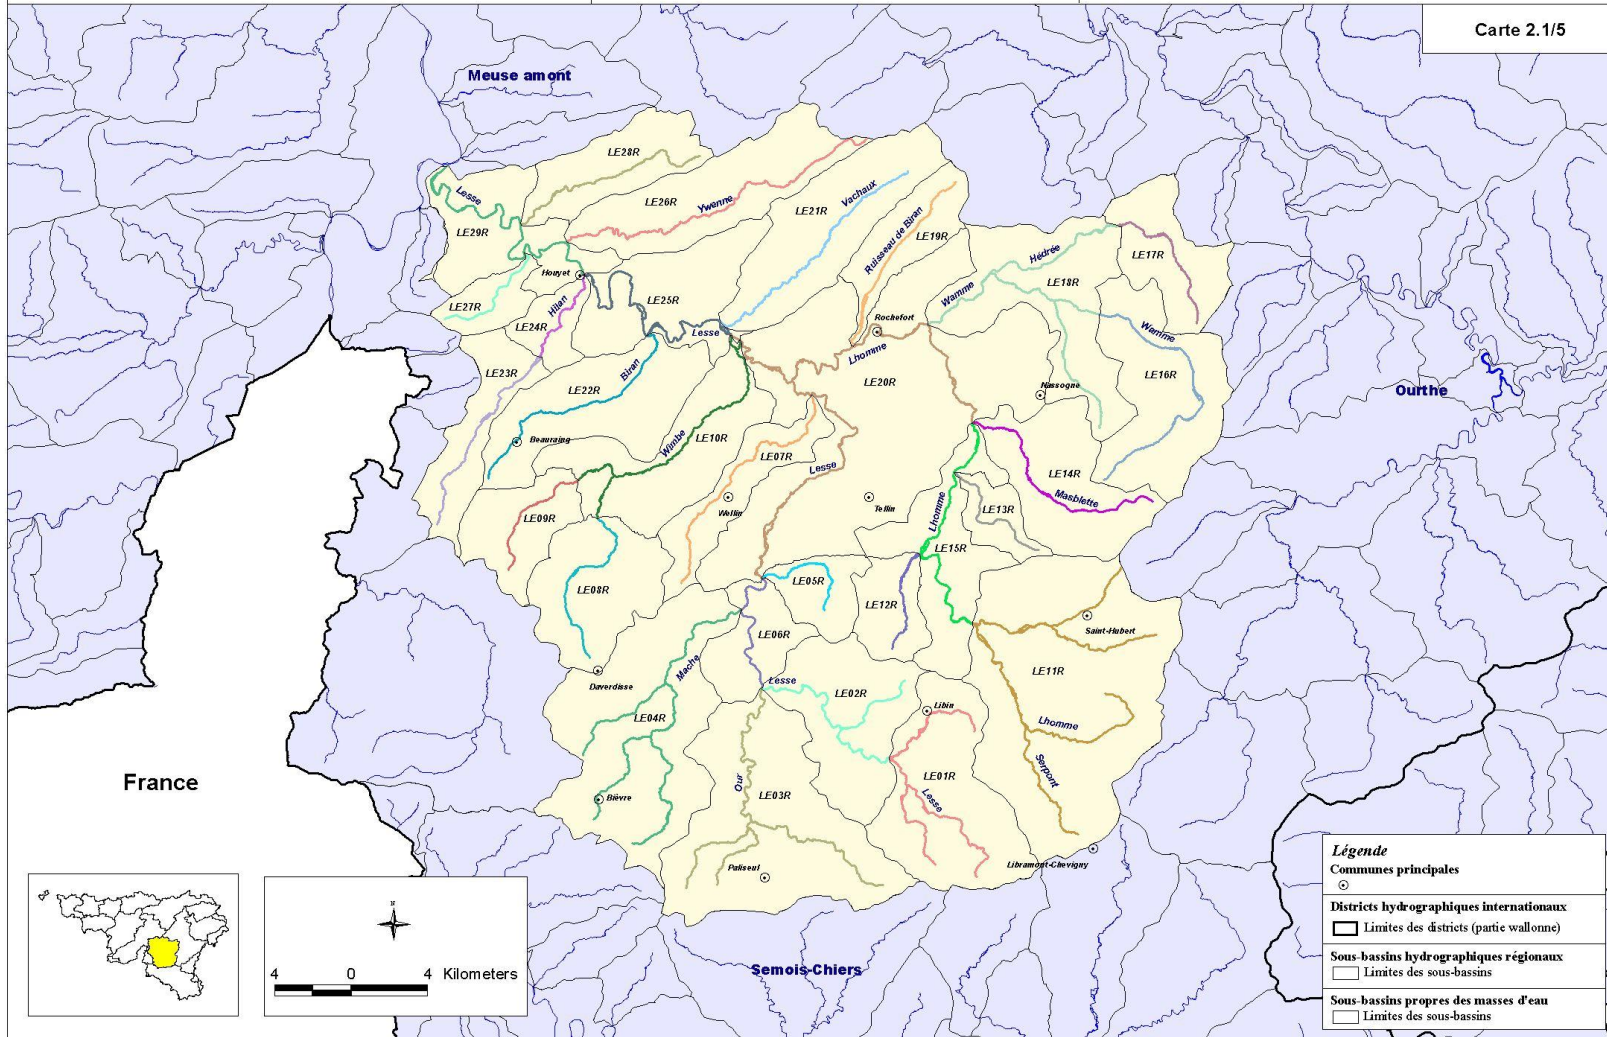 Carte 2.1/5
Meuse amont
LE28R
Lesse
LE26R
Ywenne
LE21R
Vachaux
LE29R
Ruisseau de Biran
LE19R
Hédrée
LE17R
Houyet
LE18R
LE27R
Hilan
LE25R
Wamme
LE24R
Lesse
Rochefort
Wamme
Lhomme
LE23R
Biran
LE22R
LE20R
LE16R
Nassogne
Ourthe
Beauraing
Wimbe
LE10R
LE07R
Lesse
LE14R
Masblette
Wellin
Tellin
Lhomme
LE13R
LE09R
LE15R
LE08R
LE05R
LE12R
LE06R
Saint-Hubert
Mache
LE11R
Daverdisse
Lesse
LE02R
Libin
LE04R
Lhomme
France
Our
LE01R
Serpont
Bièvre
LE03R
Lesse
Paliseul
Libramont-Chevigny
Semois-Chiers
N
4 0 4 Kilometers
Légende
Communes principales
Districts hydrographiques internationaux
Limites des districts (partie wallonne)
Sous-bassins hydrographiques régionaux
Limites des sous-bassins
Sous-bassins propres des masses d'eau
Limites des sous-bassins